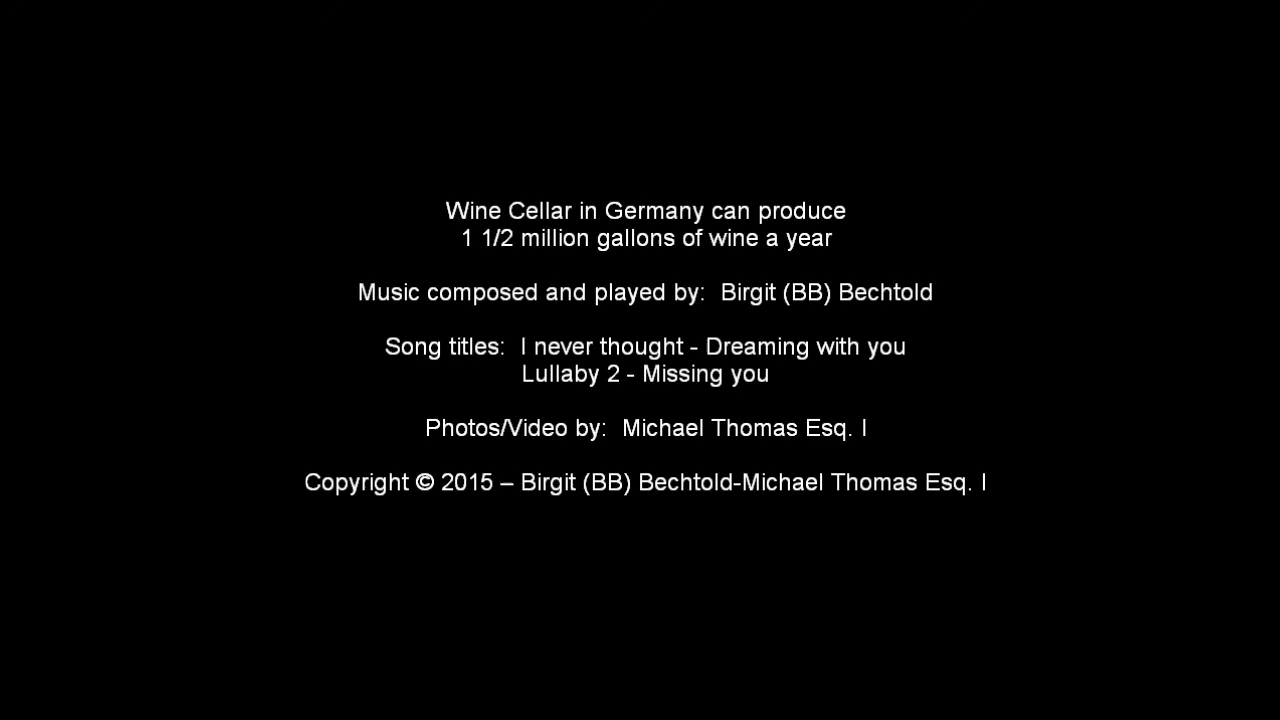 Wine Cellar in Germany can produce
1 1/2 million gallons of wine a year
Music composed and played by:  Birgit (BB) Bechtold
Song titles:  I never thought - Dreaming with you
Lullaby 2 - Missing you
Photos/Video by:  Michael Thomas Esq. I
Copyright © 2015 – Birgit (BB) Bechtold-Michael Thomas Esq. I